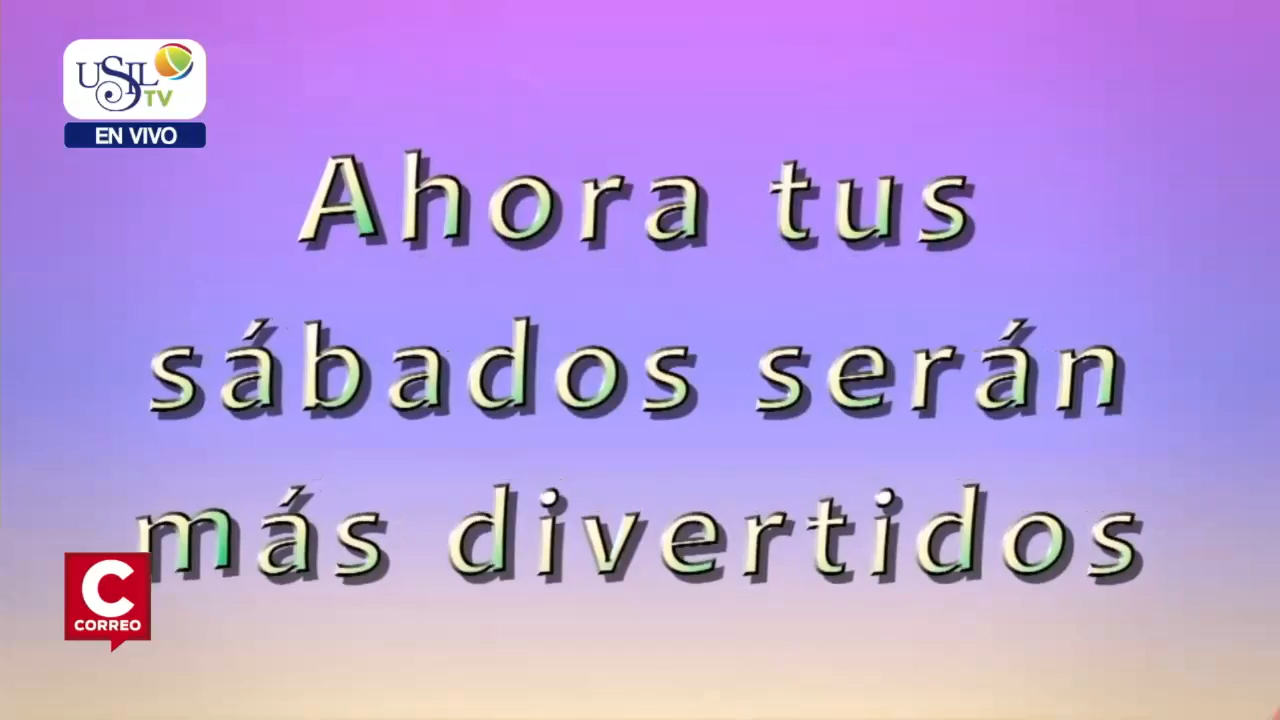 USIL
TV
EN VIVO
Ahora tus
sábados serán
más divertidos
C
CORREO